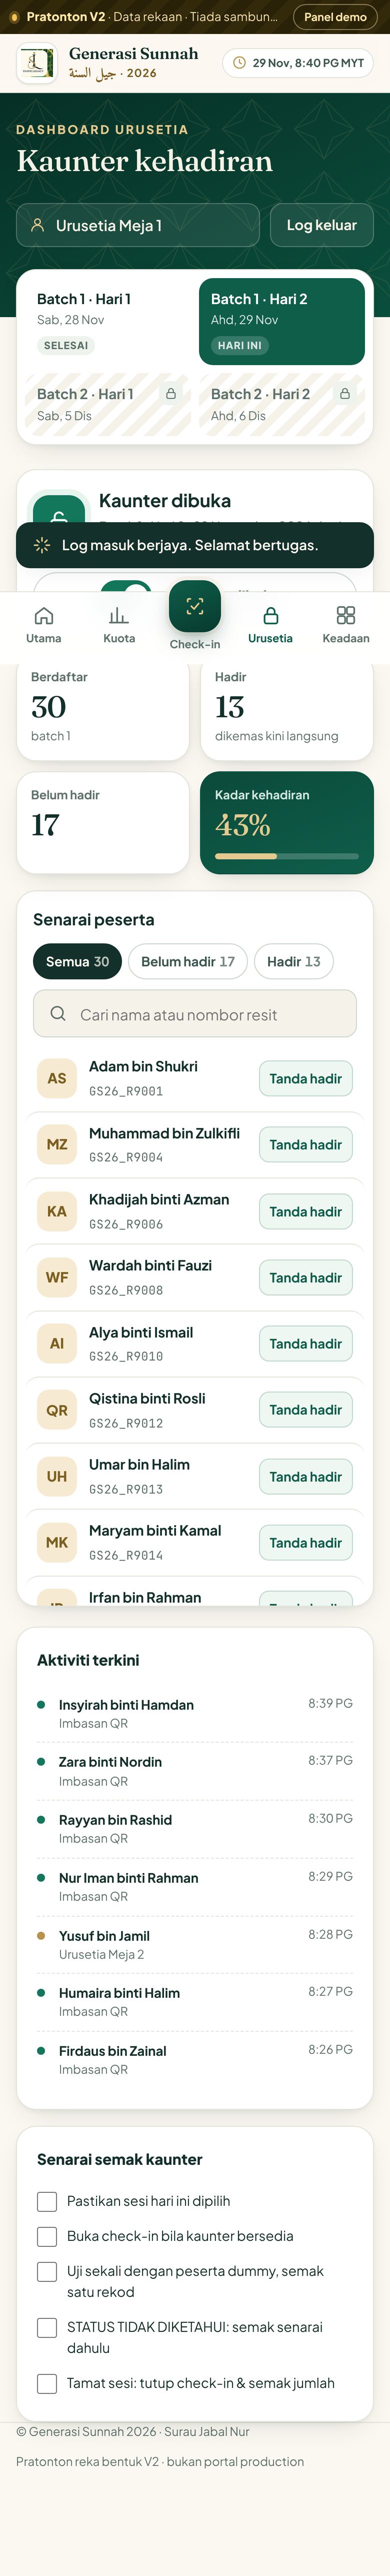 Pratonton V2 · Data rekaan · Tiada sambun...
Panel demo
Generasi Sunnah
جيل السنة · 2026
29 Nov, 8:40 PG MYT
DASHBOARD URUSETIA
Kaunter kehadiran
Urusetia Meja 1
Log keluar
Batch 1 · Hari 1
Sab, 28 Nov
SELESAI
Batch 1 · Hari 2
Ahd, 29 Nov
HARI INI
Batch 2 · Hari 1
Sab, 5 Dis
Batch 2 · Hari 2
Ahd, 6 Dis
Kaunter dibuka
Log masuk berjaya. Selamat bertugas.
Utama
Kuota
Check-in
Urusetia
Keadaan
Berdaftar
30
batch 1
Hadir
13
dikemas kini langsung
Belum hadir
17
Kadar kehadiran
43%
Senarai peserta
Semua 30
Belum hadir 17
Hadir 13
Cari nama atau nombor resit
AS
Adam bin Shukri
GS26_R9001
Tanda hadir
MZ
Muhammad bin Zulkifli
GS26_R9004
Tanda hadir
KA
Khadijah binti Azman
GS26_R9006
Tanda hadir
WF
Wardah binti Fauzi
GS26_R9008
Tanda hadir
AI
Alya binti Ismail
GS26_R9010
Tanda hadir
QR
Qistina binti Rosli
GS26_R9012
Tanda hadir
UH
Umar bin Halim
GS26_R9013
Tanda hadir
MK
Maryam binti Kamal
GS26_R9014
Tanda hadir
Irfan bin Rahman
Aktiviti terkini
Insyirah binti Hamdan
8:39 PG
Imbasan QR
Zara binti Nordin
8:37 PG
Imbasan QR
Rayyan bin Rashid
8:30 PG
Imbasan QR
Nur Iman binti Rahman
8:29 PG
Imbasan QR
Yusuf bin Jamil
8:28 PG
Urusetia Meja 2
Humaira binti Halim
8:27 PG
Imbasan QR
Firdaus bin Zainal
8:26 PG
Imbasan QR
Senarai semak kaunter
Pastikan sesi hari ini dipilih
Buka check-in bila kaunter bersedia
Uji sekali dengan peserta dummy, semak
satu rekod
STATUS TIDAK DIKETAHUI: semak senarai
dahulu
Tamat sesi: tutup check-in & semak jumlah
© Generasi Sunnah 2026 · Surau Jabal Nur
Pratonton reka bentuk V2 · bukan portal production